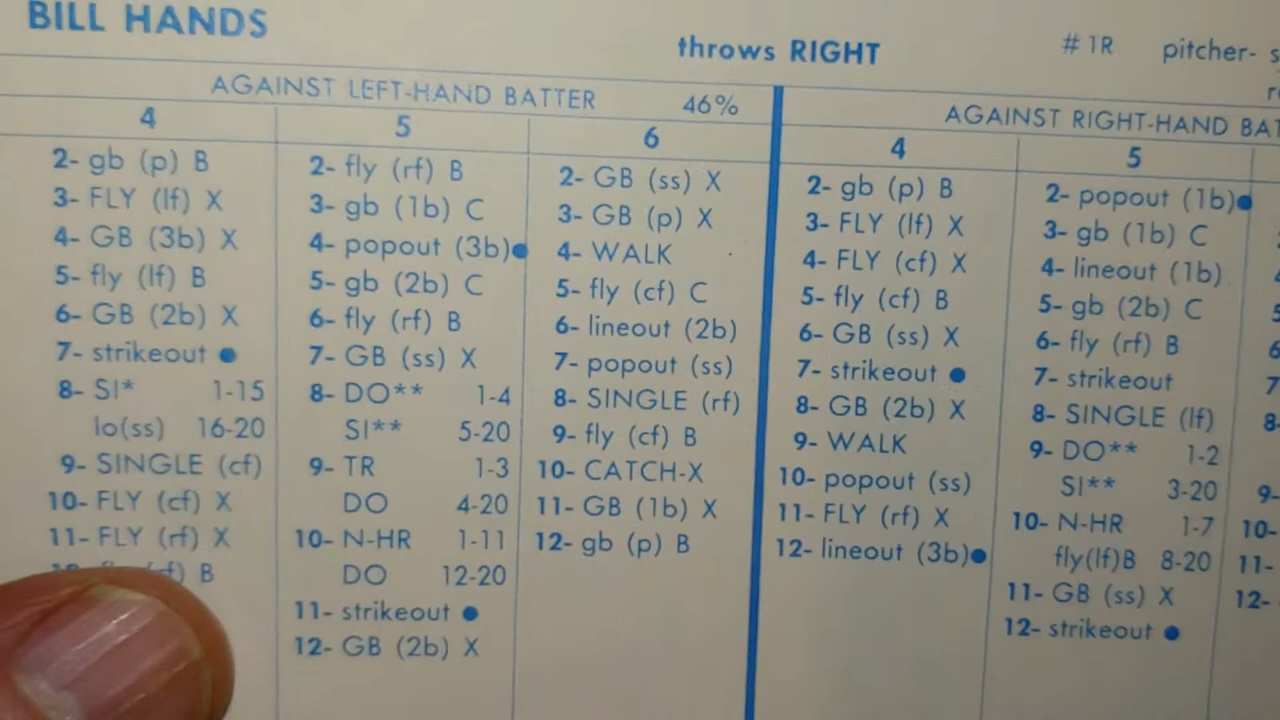 BILL HANDS
throws RIGHT
# 1R pitcher- s
AGAINST LEFT-HAND BATTER 46%
4
2- gb (p) B
3- FLY (lf) X
4- GB (3b) X
5- fly (lf) B
6- GB (2b) X
7- strikeout ●
8- SI* 1-15
lo(ss) 16-20
9- SINGLE (cf)
10- FLY (cf) X
11- FLY (rf) X
B
5
2- fly (rf) B
3- gb (1b) C
4- popout (3b)●
5- gb (2b) C
6- fly (rf) B
7- GB (ss) X
8- DO** 1-4
SI** 5-20
9- TR 1-3
DO 4-20
10- N-HR 1-11
DO 12-20
11- strikeout ●
12- GB (2b) X
6
2- GB (ss) X
3- GB (p) X
4- WALK
5- fly (cf) C
6- lineout (2b)
7- popout (ss)
8- SINGLE (rf)
9- fly (cf) B
10- CATCH-X
11- GB (1b) X
12- gb (p) B
AGAINST RIGHT-HAND BAT
4
2- gb (p) B
3- FLY (lf) X
4- FLY (cf) X
5- fly (cf) B
6- GB (ss) X
7- strikeout ●
8- GB (2b) X
9- WALK
10- popout (ss)
11- FLY (rf) X
12- lineout (3b)●
5
2- popout (1b)●
3- gb (1b) C
4- lineout (1b)
5- gb (2b) C
6- fly (rf) B
7- strikeout
8- SINGLE (lf)
9- DO** 1-2
SI** 3-20
10- N-HR 1-7
fly(lf)B 8-20
11- GB (ss) X
12- strikeout ●
8-
9-
10-
11-
12-